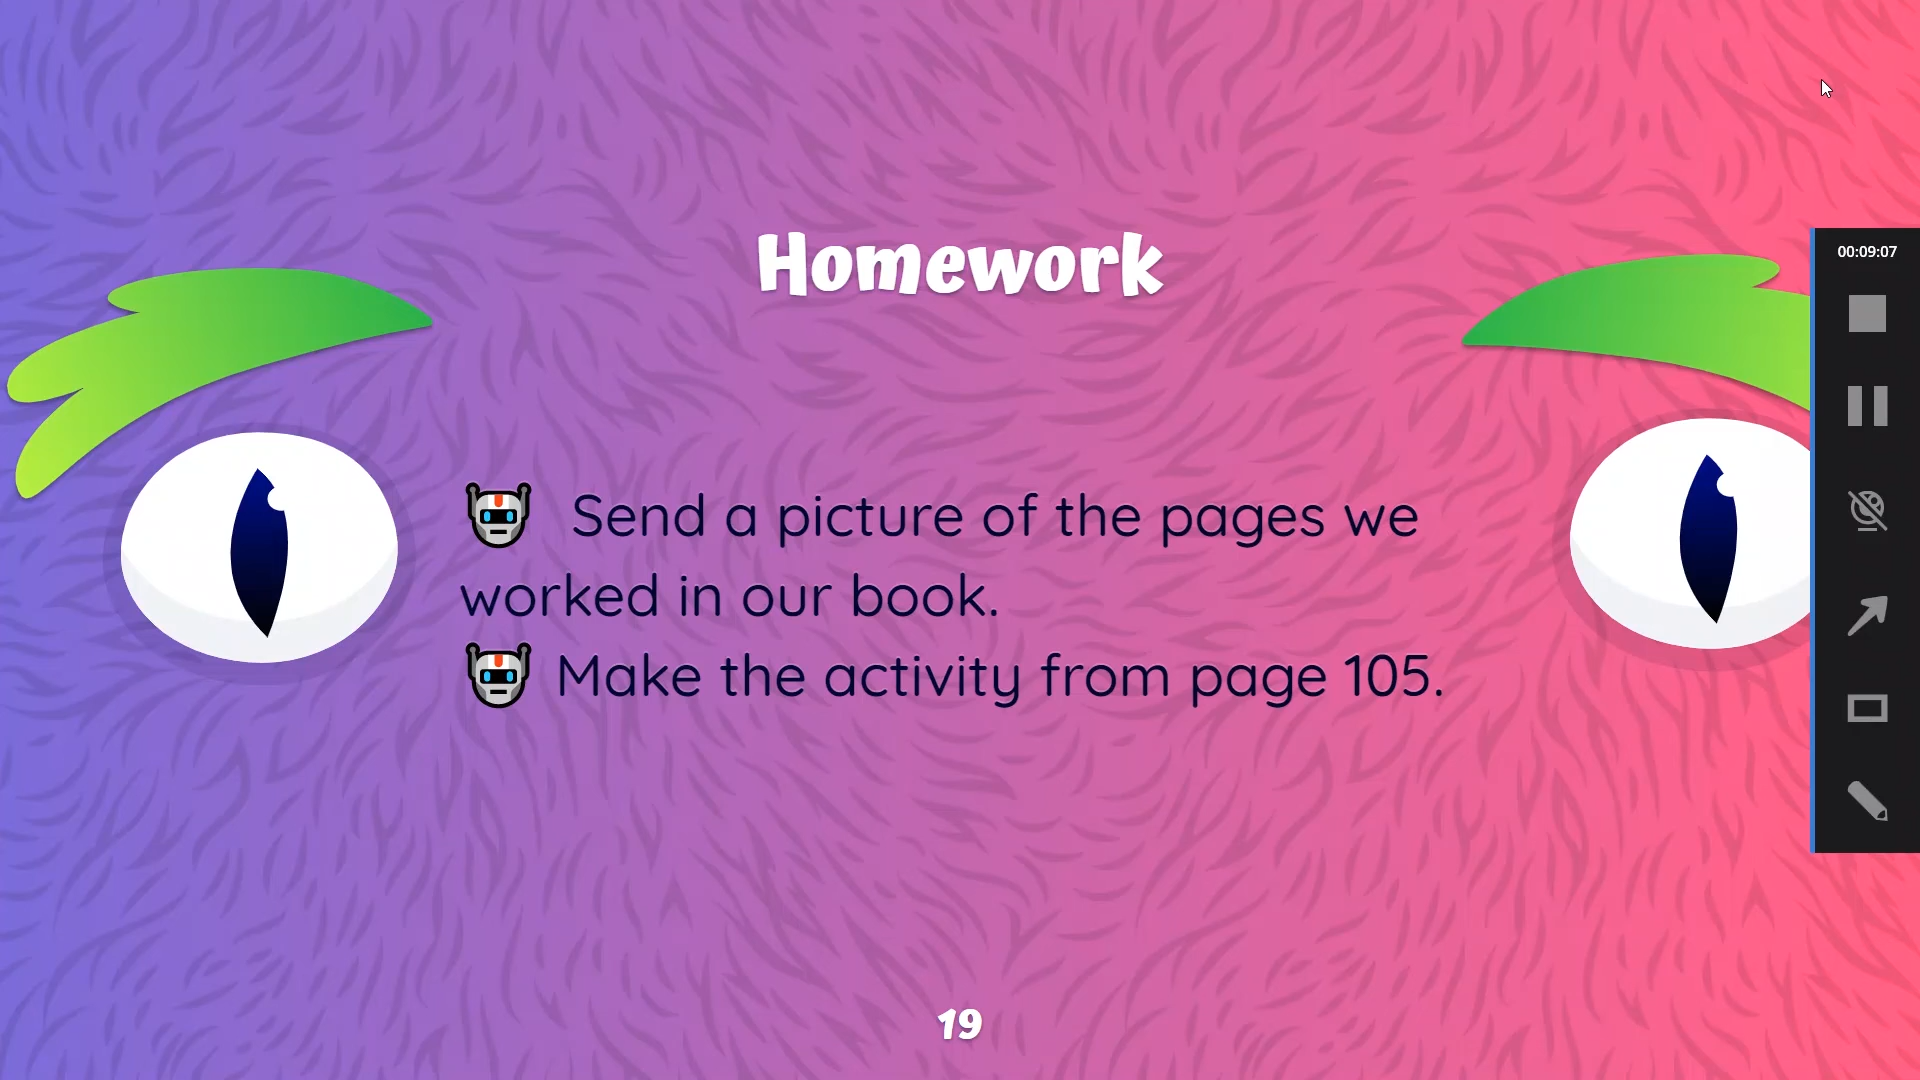 Homework
Send a picture of the pages we
worked in our book.
Make the activity from page 105.
19
00:09:07